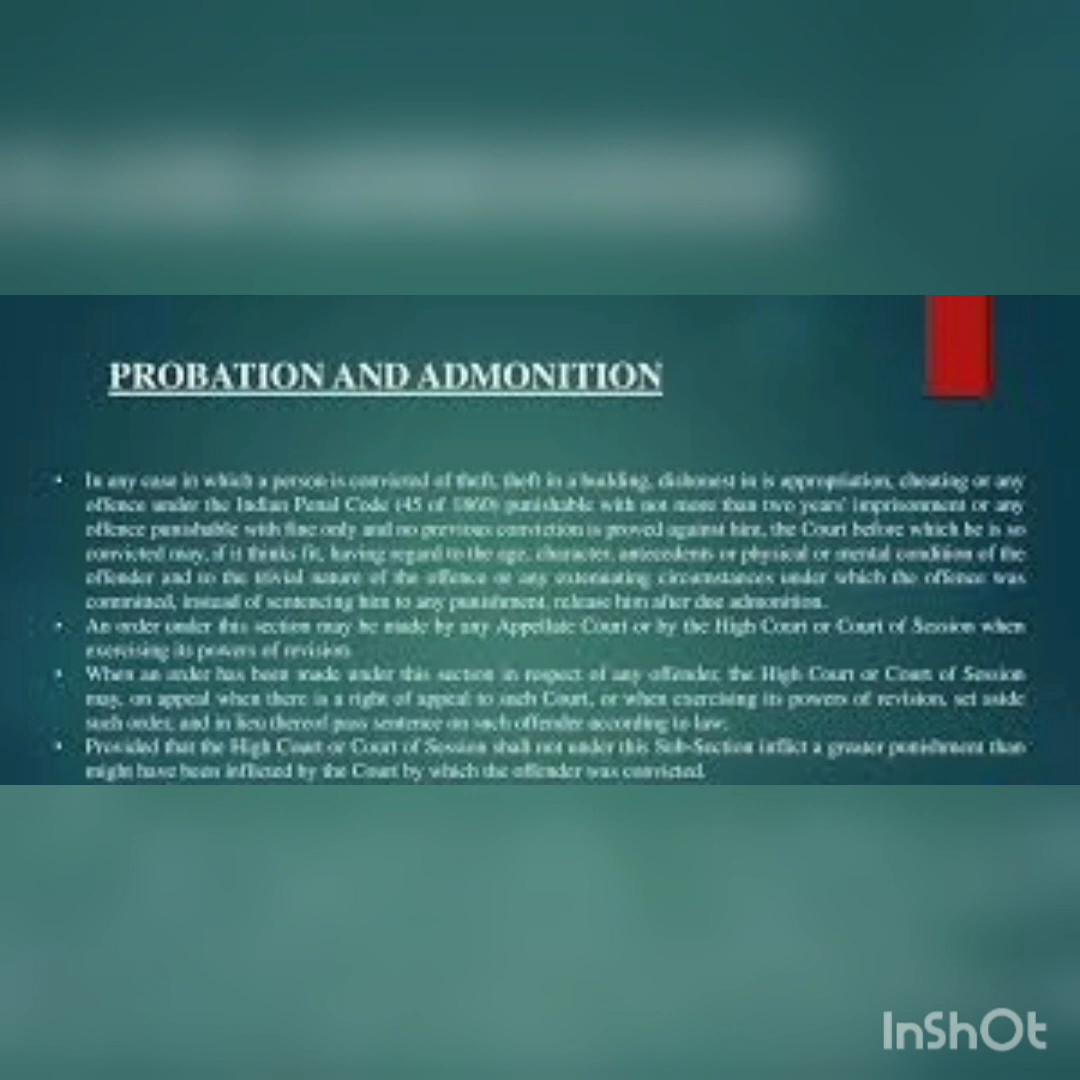 PROBATION AND ADMONITION
• In any case in which a person is convicted of theft, theft in a building, dishonest in is appropriation, cheating or any
offence under the Indian Penal Code (45 of 1860) punishable with not more than two years' imprisonment or any
offence punishable with fine only and no previous conviction is proved against him, the Court before which he is so
convicted may, if it thinks fit, having regard to the age, character, antecedents or physical or mental condition of the
offender and to the trivial nature of the offence or any extenuating circumstances under which the offence was
committed, instead of sentencing him to any punishment, release him after due admonition.
• An order under this section may be made by any Appellate Court or by the High Court or Court of Session when
exercising its powers of revision.
• When an order has been made under this section in respect of any offender, the High Court or Court of Session
may, on appeal when there is a right of appeal to such Court, or when exercising its powers of revision, set aside
such order, and in lieu thereof pass sentence on such offender according to law:
• Provided that the High Court or Court of Session shall not under this Sub-Section inflict a greater punishment than
might have been inflicted by the Court by which the offender was convicted.
InShOt